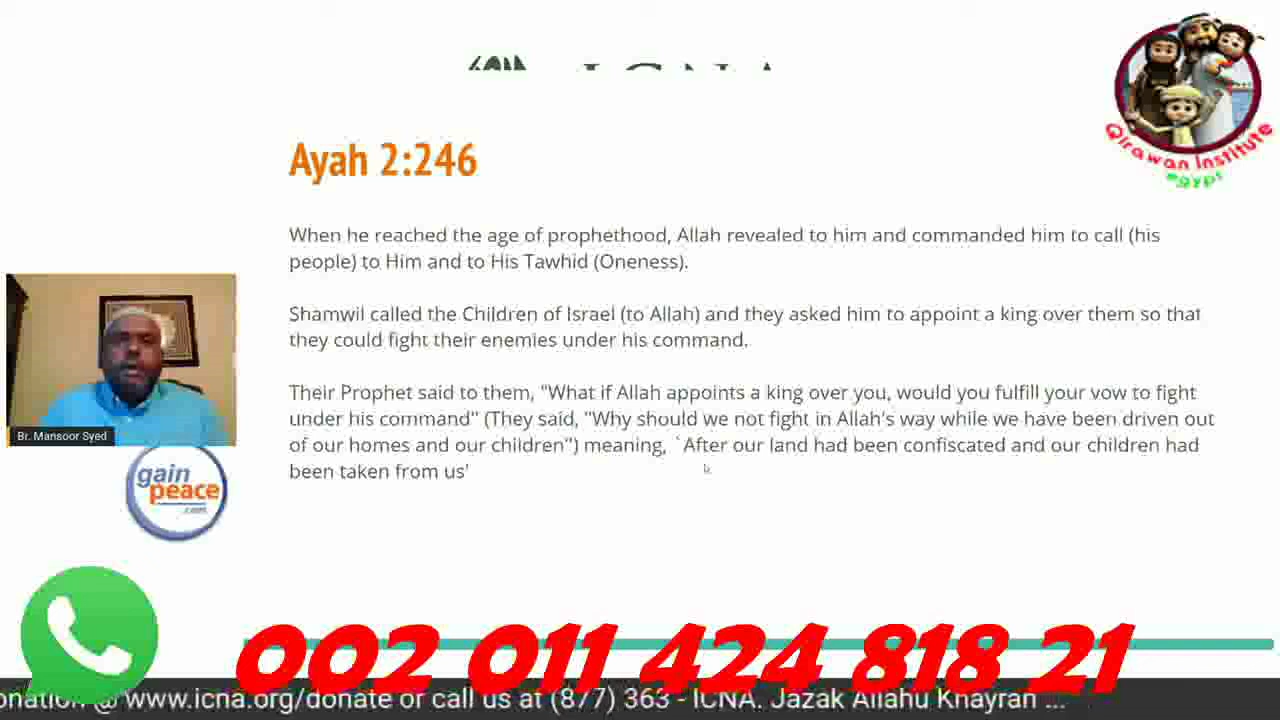 ICNA
Qirawan Institute
egypt
Ayah 2:246
When he reached the age of prophethood, Allah revealed to him and commanded him to call (his
people) to Him and to His Tawhid (Oneness).
Shamwil called the Children of Israel (to Allah) and they asked him to appoint a king over them so that
they could fight their enemies under his command.
Their Prophet said to them, "What if Allah appoints a king over you, would you fulfill your vow to fight
under his command" (They said, "Why should we not fight in Allah's way while we have been driven out
of our homes and our children") meaning, `After our land had been confiscated and our children had
been taken from us'
Br. Mansoor Syed
gain
peace
.com
002 011 424 818 21
onation @ www.icna.org/donate or call us at (877) 363 - ICNA. Jazak Allahu Khayran ...